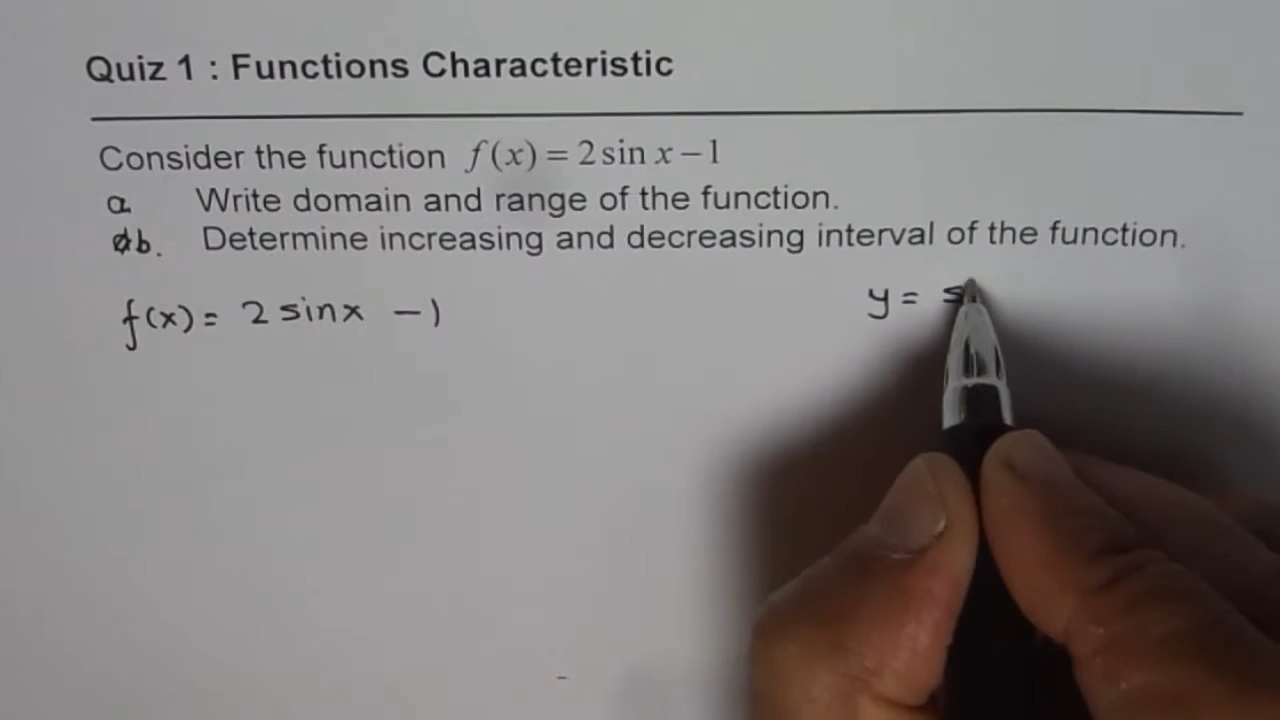 Quiz 1 : Functions Characteristic
Consider the function f(x) = 2 sin x − 1
a Write domain and range of the function.
b. Determine increasing and decreasing interval of the function.
f(x) = 2 sinx − 1
y = s